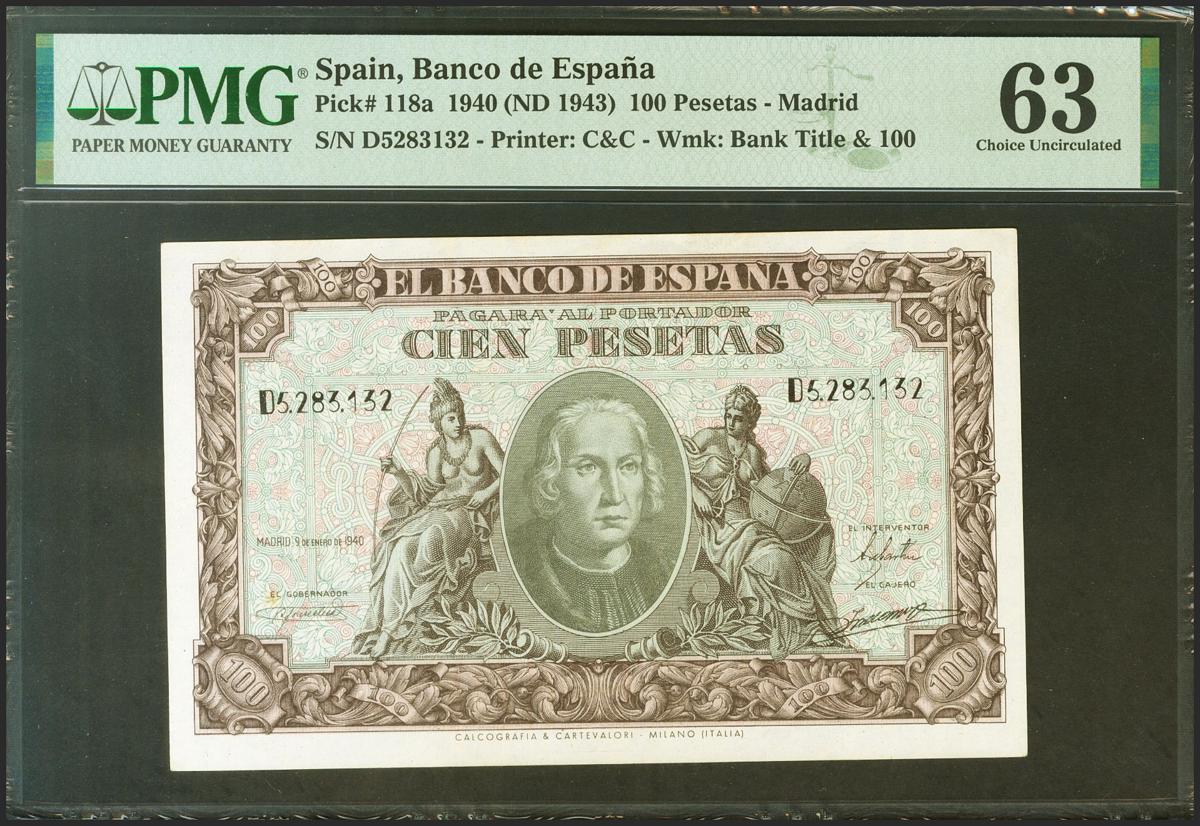 PMG®
PAPER MONEY GUARANTY
Spain, Banco de España
Pick# 118a 1940 (ND 1943) 100 Pesetas - Madrid
S/N D5283132 - Printer: C&C - Wmk: Bank Title & 100
63
Choice Uncirculated
100
100
EL BANCO DE ESPAÑA
100
100
PAGARA' AL PORTADOR
CIEN PESETAS
D5.283.132
D5.283.132
MADRID 9 DE ENERO DE 1940
EL GOBERNADOR
EL INTERVENTOR
EL CAJERO
100
100
100
100
CALCOGRAFIA & CARTEVALORI - MILANO (ITALIA)